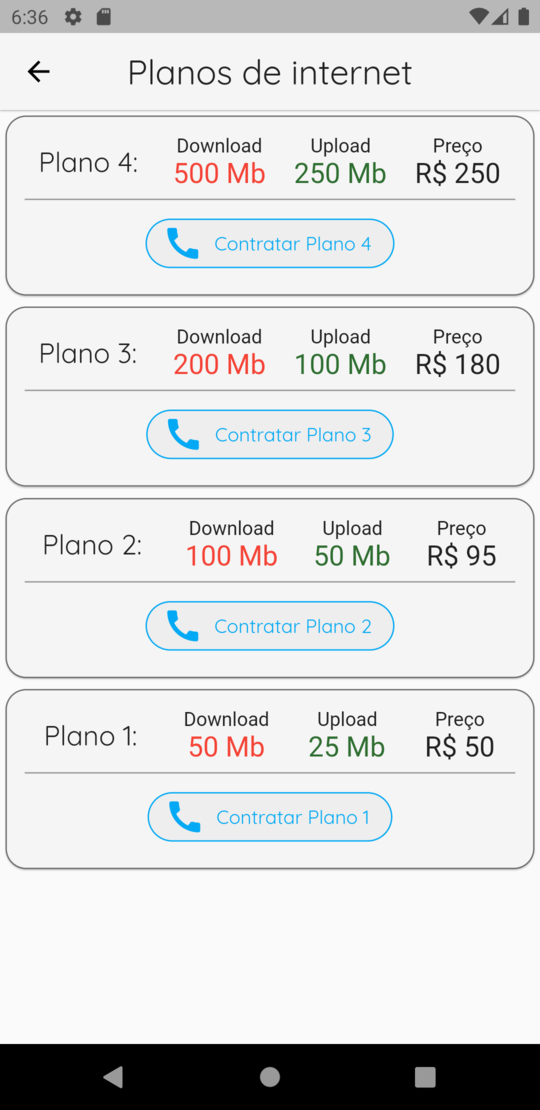 6:36
Planos de internet
Download Upload Preço
Plano 4: 500 Mb 250 Mb R$ 250
Contratar Plano 4
Download Upload Preço
Plano 3: 200 Mb 100 Mb R$ 180
Contratar Plano 3
Download Upload Preço
Plano 2: 100 Mb 50 Mb R$ 95
Contratar Plano 2
Download Upload Preço
Plano 1: 50 Mb 25 Mb R$ 50
Contratar Plano 1